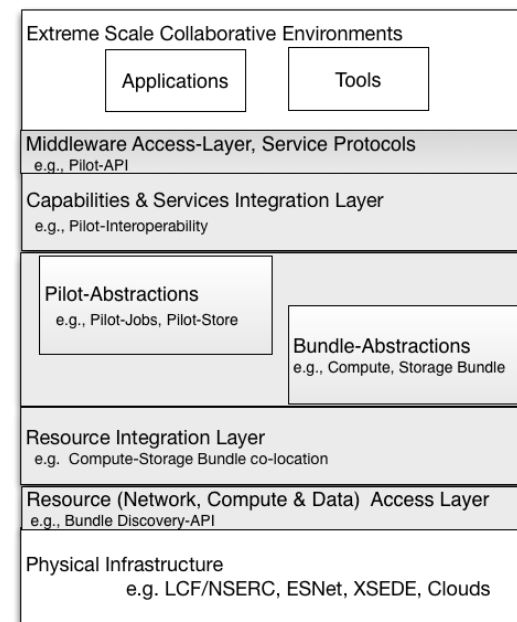 Extreme Scale Collaborative Environments
Applications
Tools
Middleware Access-Layer, Service Protocols
e.g., Pilot-API
Capabilities & Services Integration Layer
e.g., Pilot-Interoperability
Pilot-Abstractions
e.g., Pilot-Jobs, Pilot-Store
Bundle-Abstractions
e.g., Compute, Storage Bundle
Resource Integration Layer
e.g. Compute-Storage Bundle co-location
Resource (Network, Compute & Data) Access Layer
e.g., Bundle Discovery-API
Physical Infrastructure
e.g. LCF/NSERC, ESNet, XSEDE, Clouds